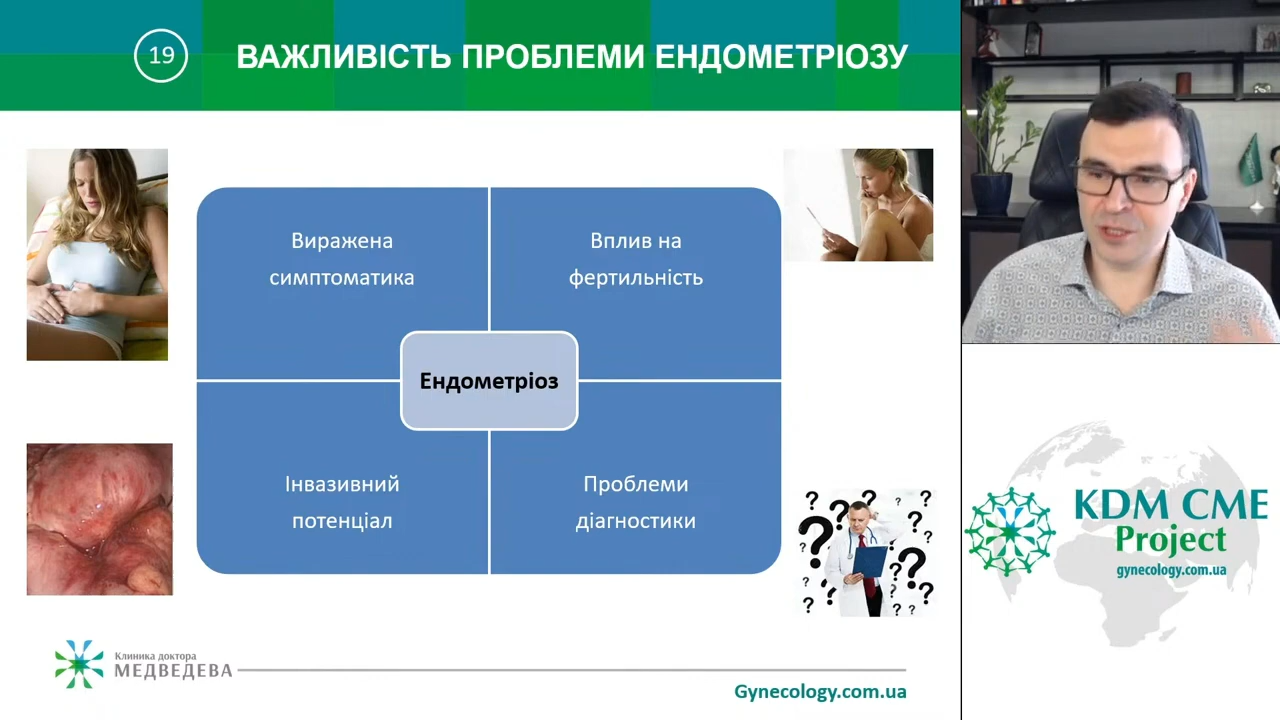 19
ВАЖЛИВІСТЬ ПРОБЛЕМИ ЕНДОМЕТРІОЗУ
Виражена
симптоматика
Вплив на
фертильність
Ендометріоз
Інвазивний
потенціал
Проблеми
діагностики
? ? ? ? ? ? ? ? ? ? ? ?
Клиника доктора
МЕДВЕДЕВА
Gynecology.com.ua
KDM CME
Project
gynecology.com.ua